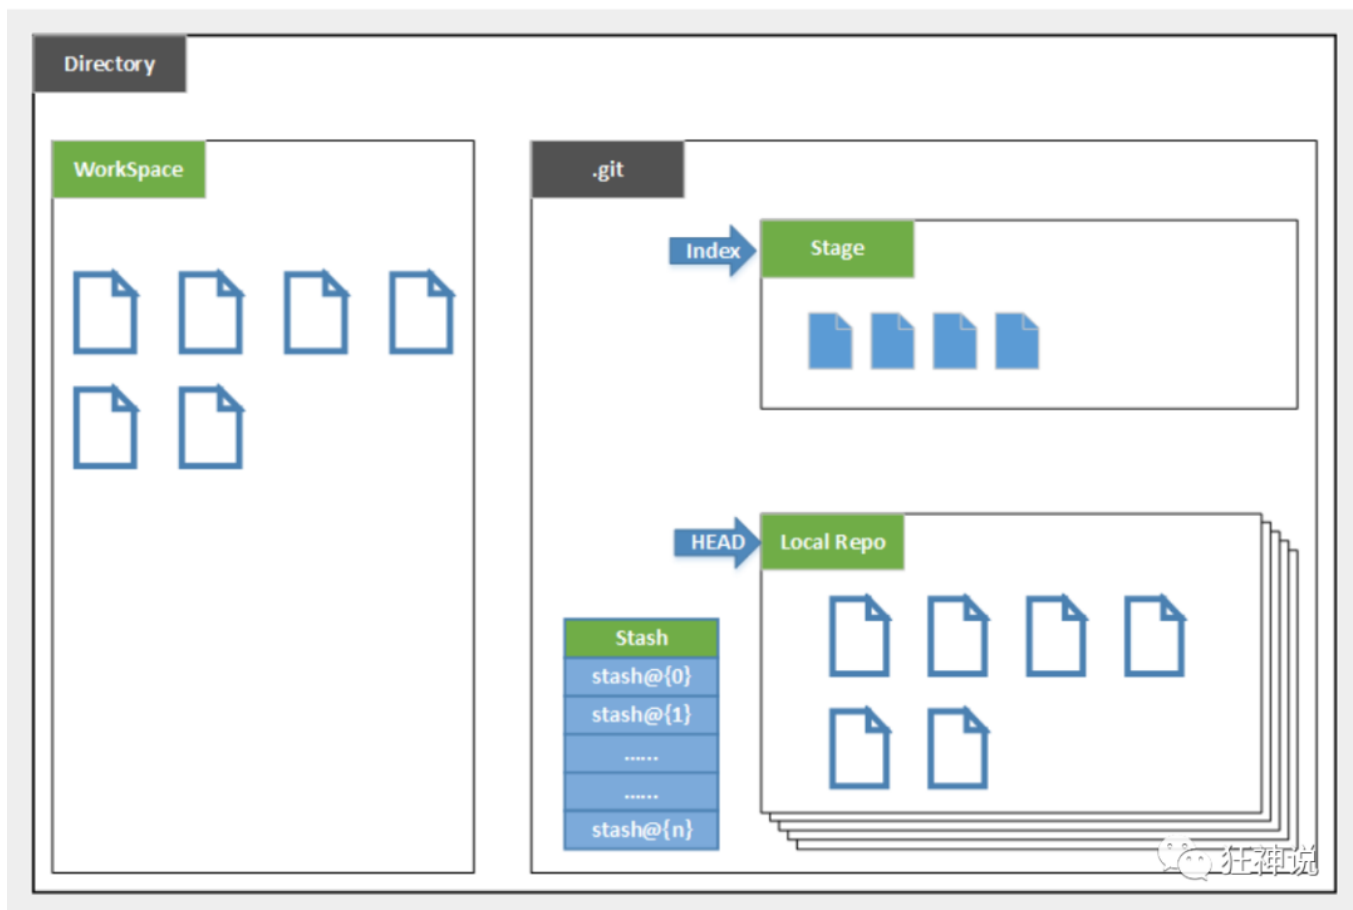 Directory
WorkSpace
.git
Index
Stage
HEAD
Local Repo
Stash
stash@{0}
stash@{1}
......
......
stash@{n}
狂神说